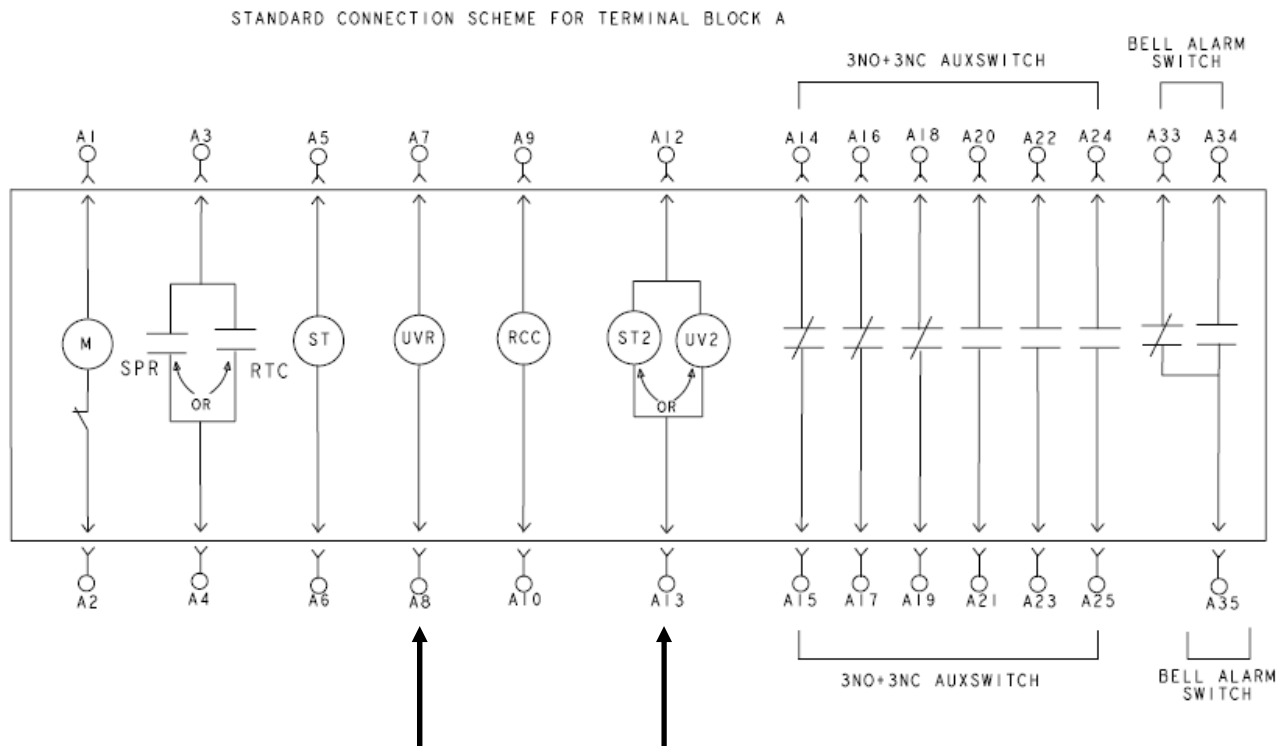 STANDARD CONNECTION SCHEME FOR TERMINAL BLOCK A
3NO+3NC AUXSWITCH
BELL ALARM
SWITCH
A1 A3 A5 A7 A9 A12 A14 A16 A18 A20 A22 A24 A33 A34
M
SPR
OR
RTC
ST
UVR
RCC
ST2
OR
UV2
A2 A4 A6 A8 A10 A13 A15 A17 A19 A21 A23 A25 A35
3NO+3NC AUXSWITCH
BELL ALARM
SWITCH